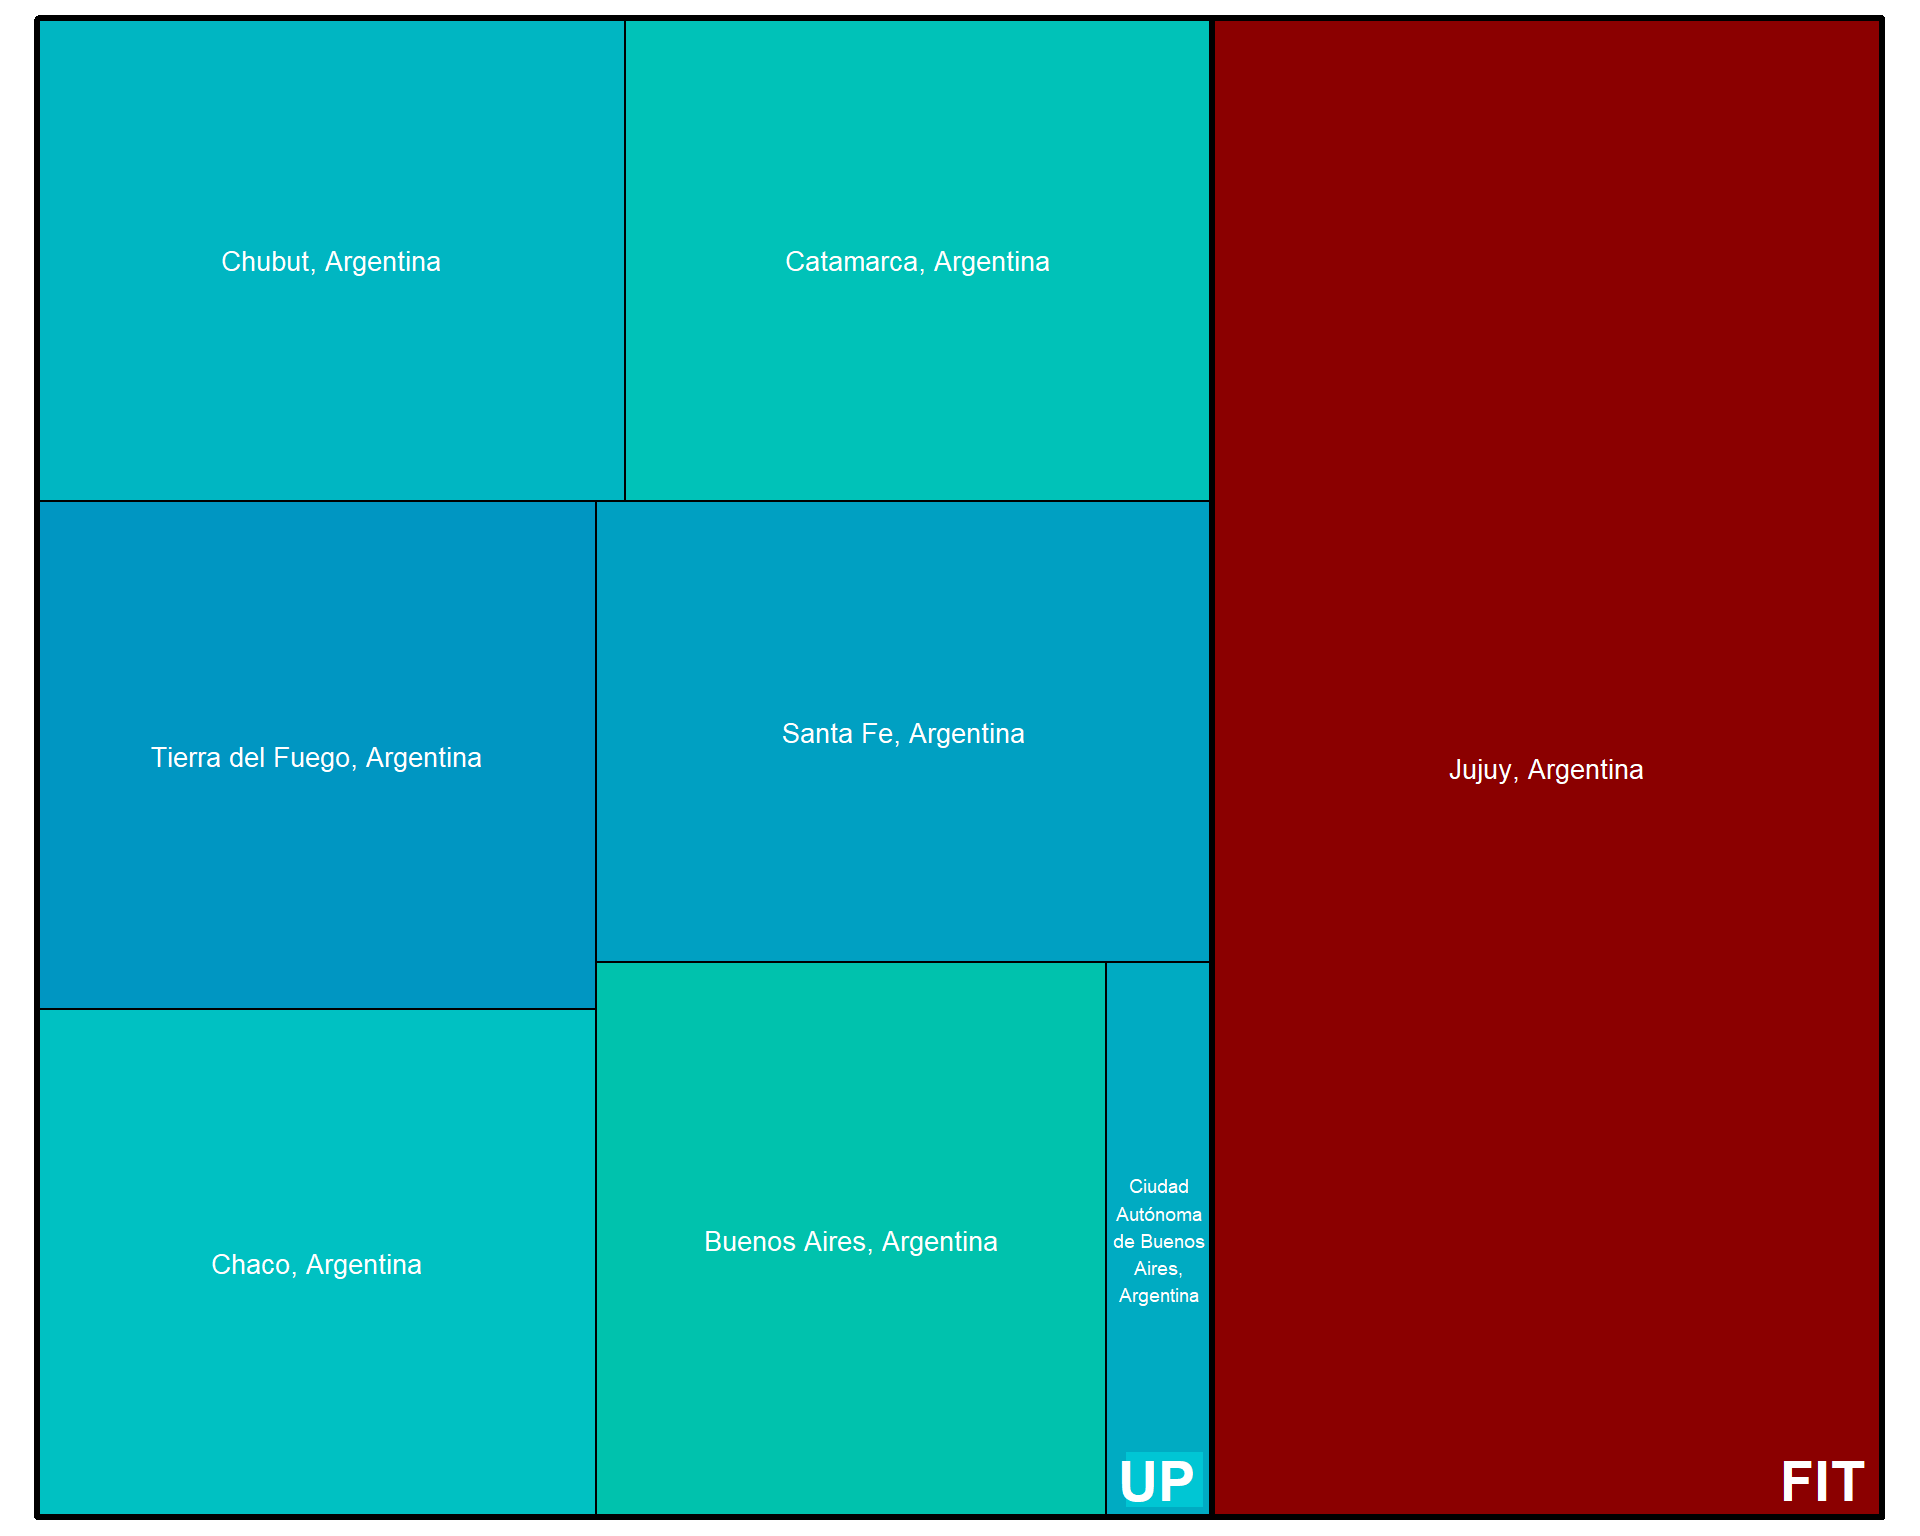 Chubut, Argentina
Catamarca, Argentina
Tierra del Fuego, Argentina
Santa Fe, Argentina
Jujuy, Argentina
Chaco, Argentina
Buenos Aires, Argentina
Ciudad
Autónoma
de Buenos
Aires,
Argentina
UP
FIT